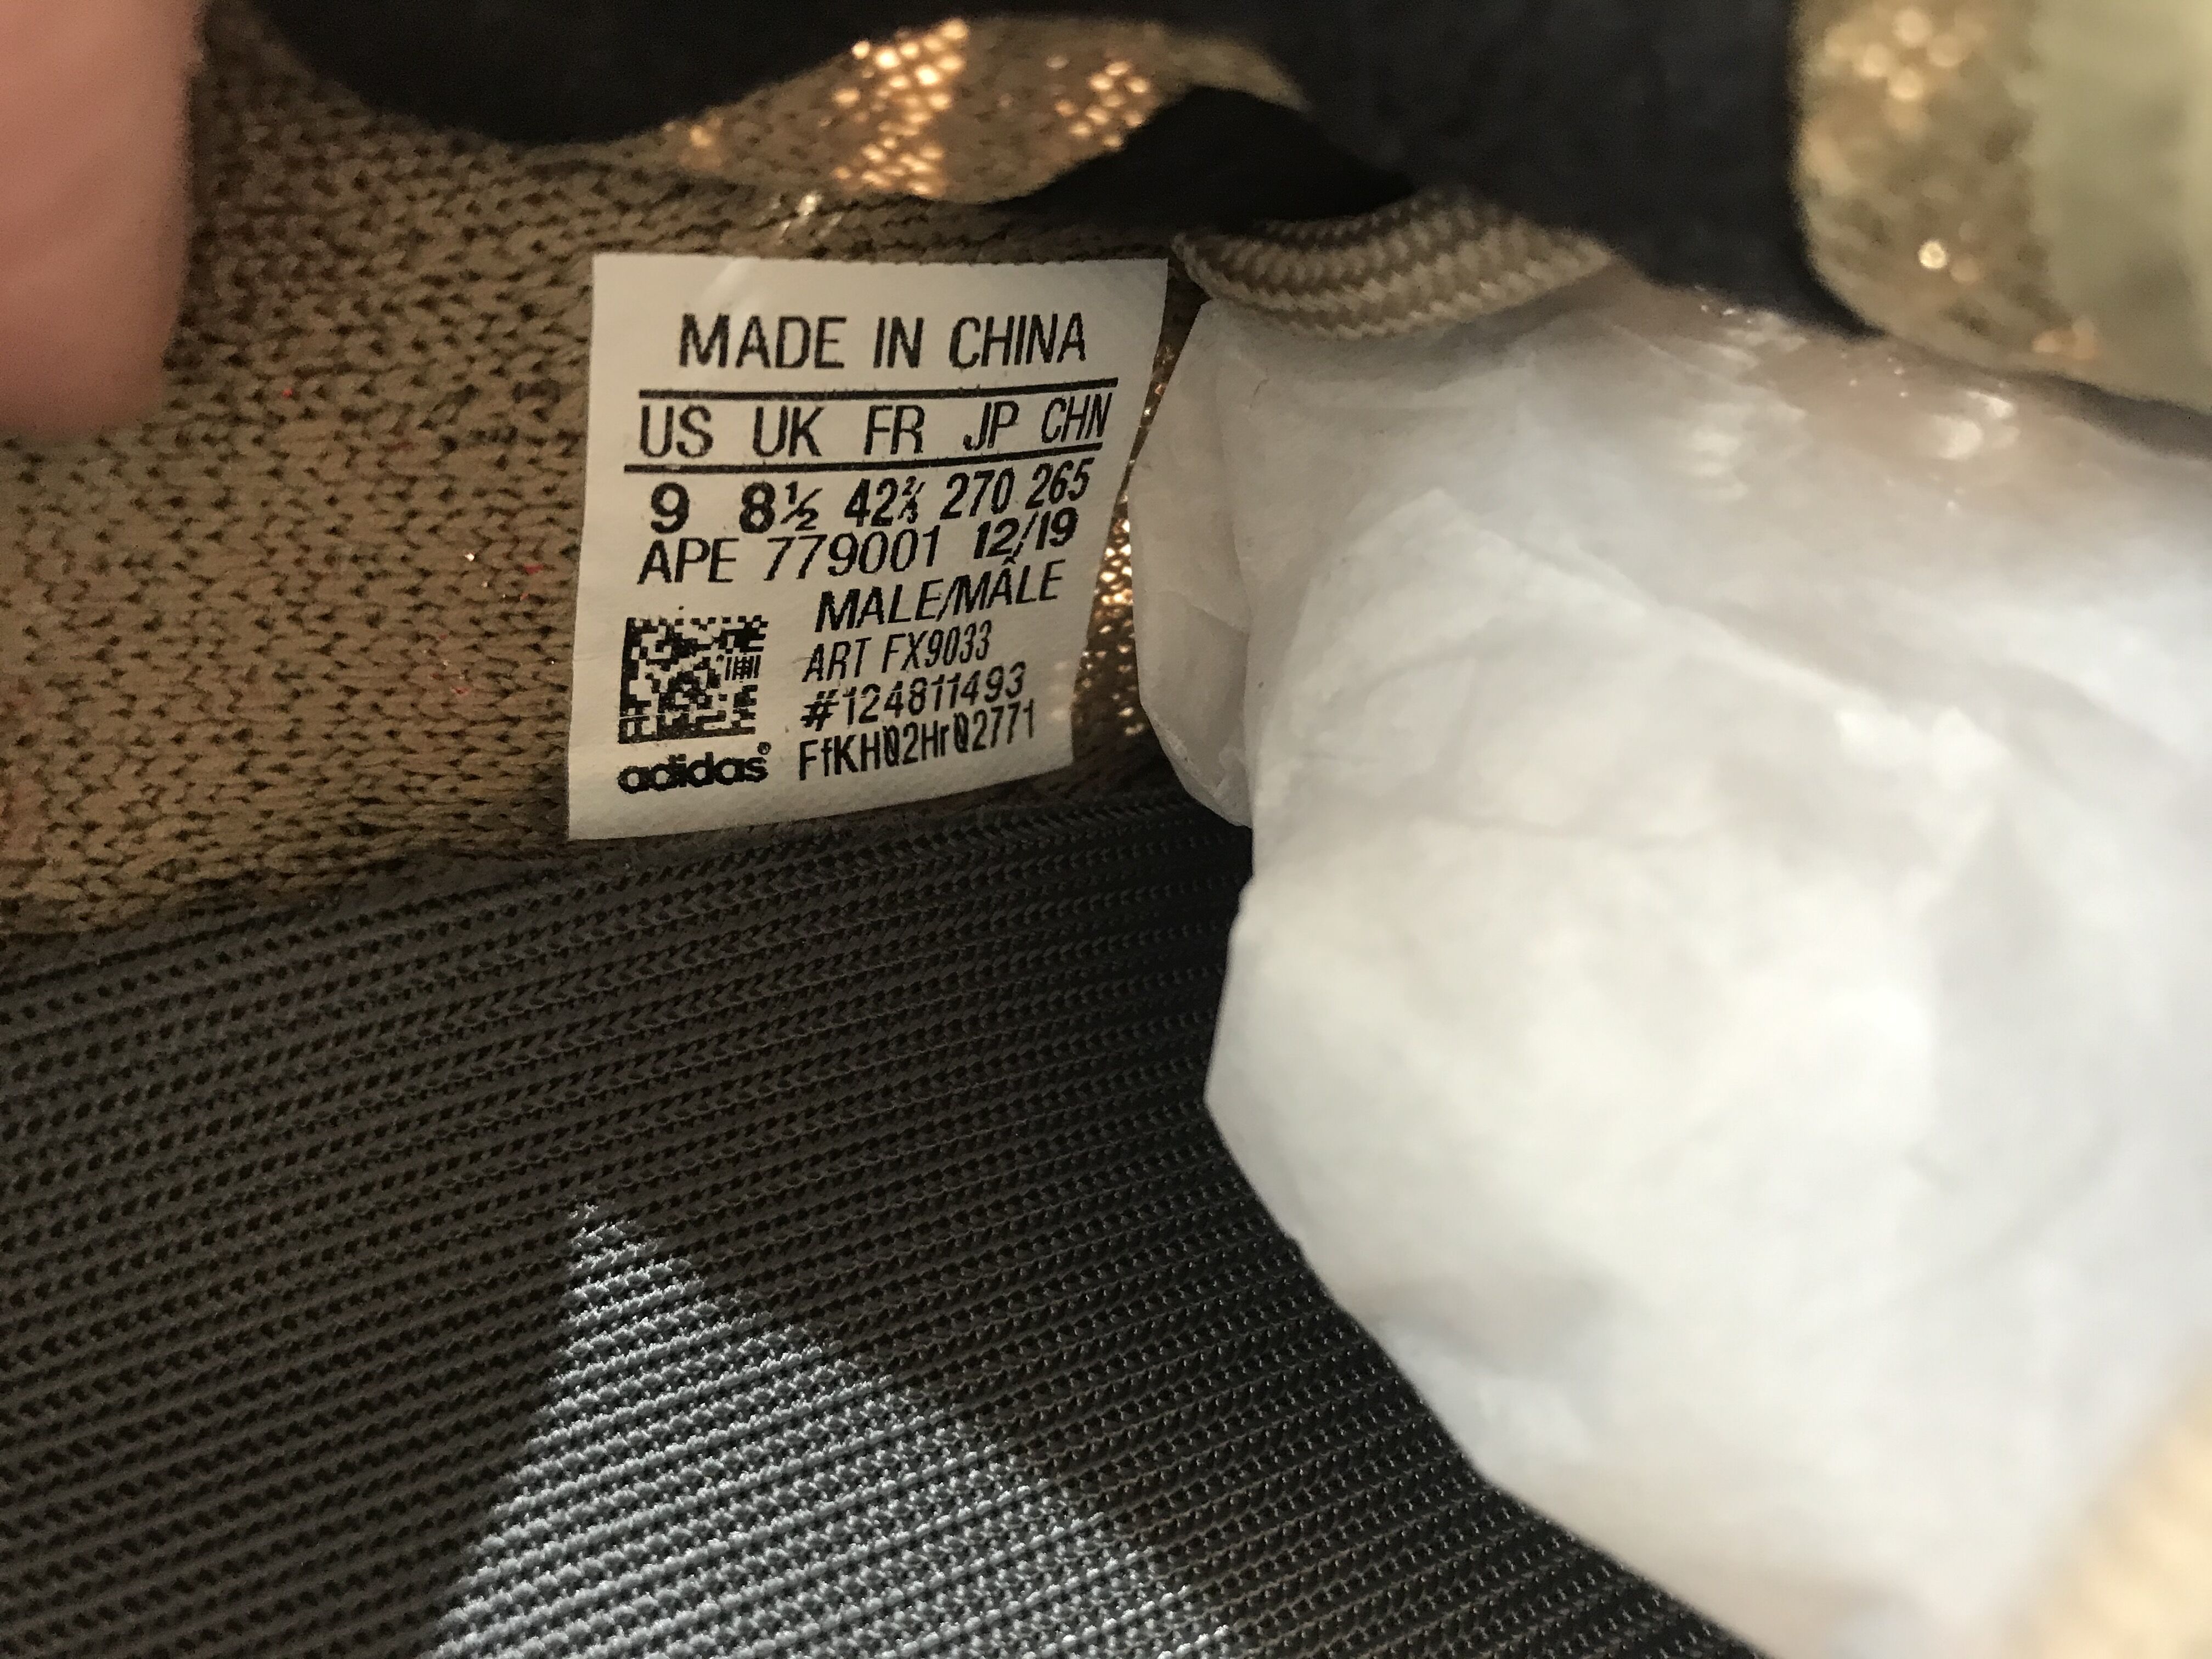 MADE IN CHINA
US UK FR JP CHN
9 8½ 42⅔ 270 265
APE 779001 12/19
MALE/MÂLE
ART FX9033
#124811493
FfKH02Hr02771
adidas®